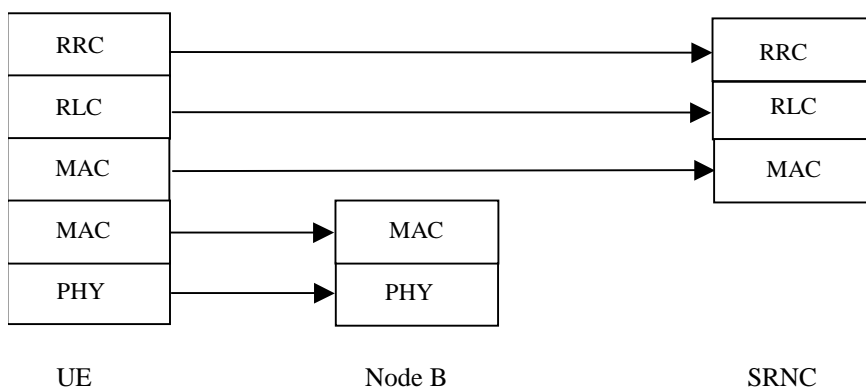 RRC RRC
RLC RLC
MAC MAC
MAC MAC
PHY PHY
UE Node B SRNC